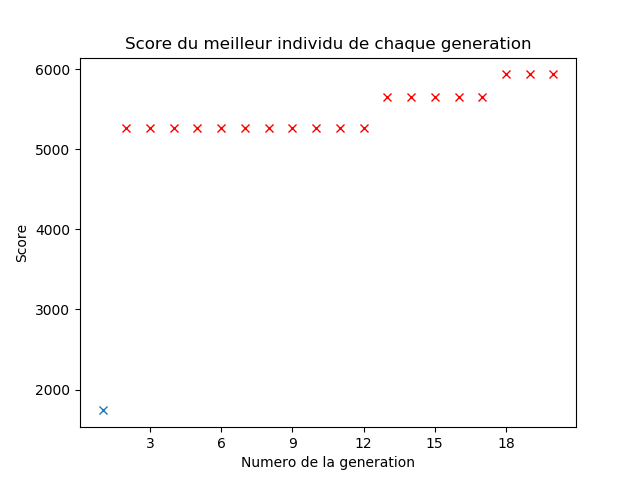 Score du meilleur individu de chaque generation
6000
5000
4000
3000
2000
Score
3 6 9 12 15 18
Numero de la generation